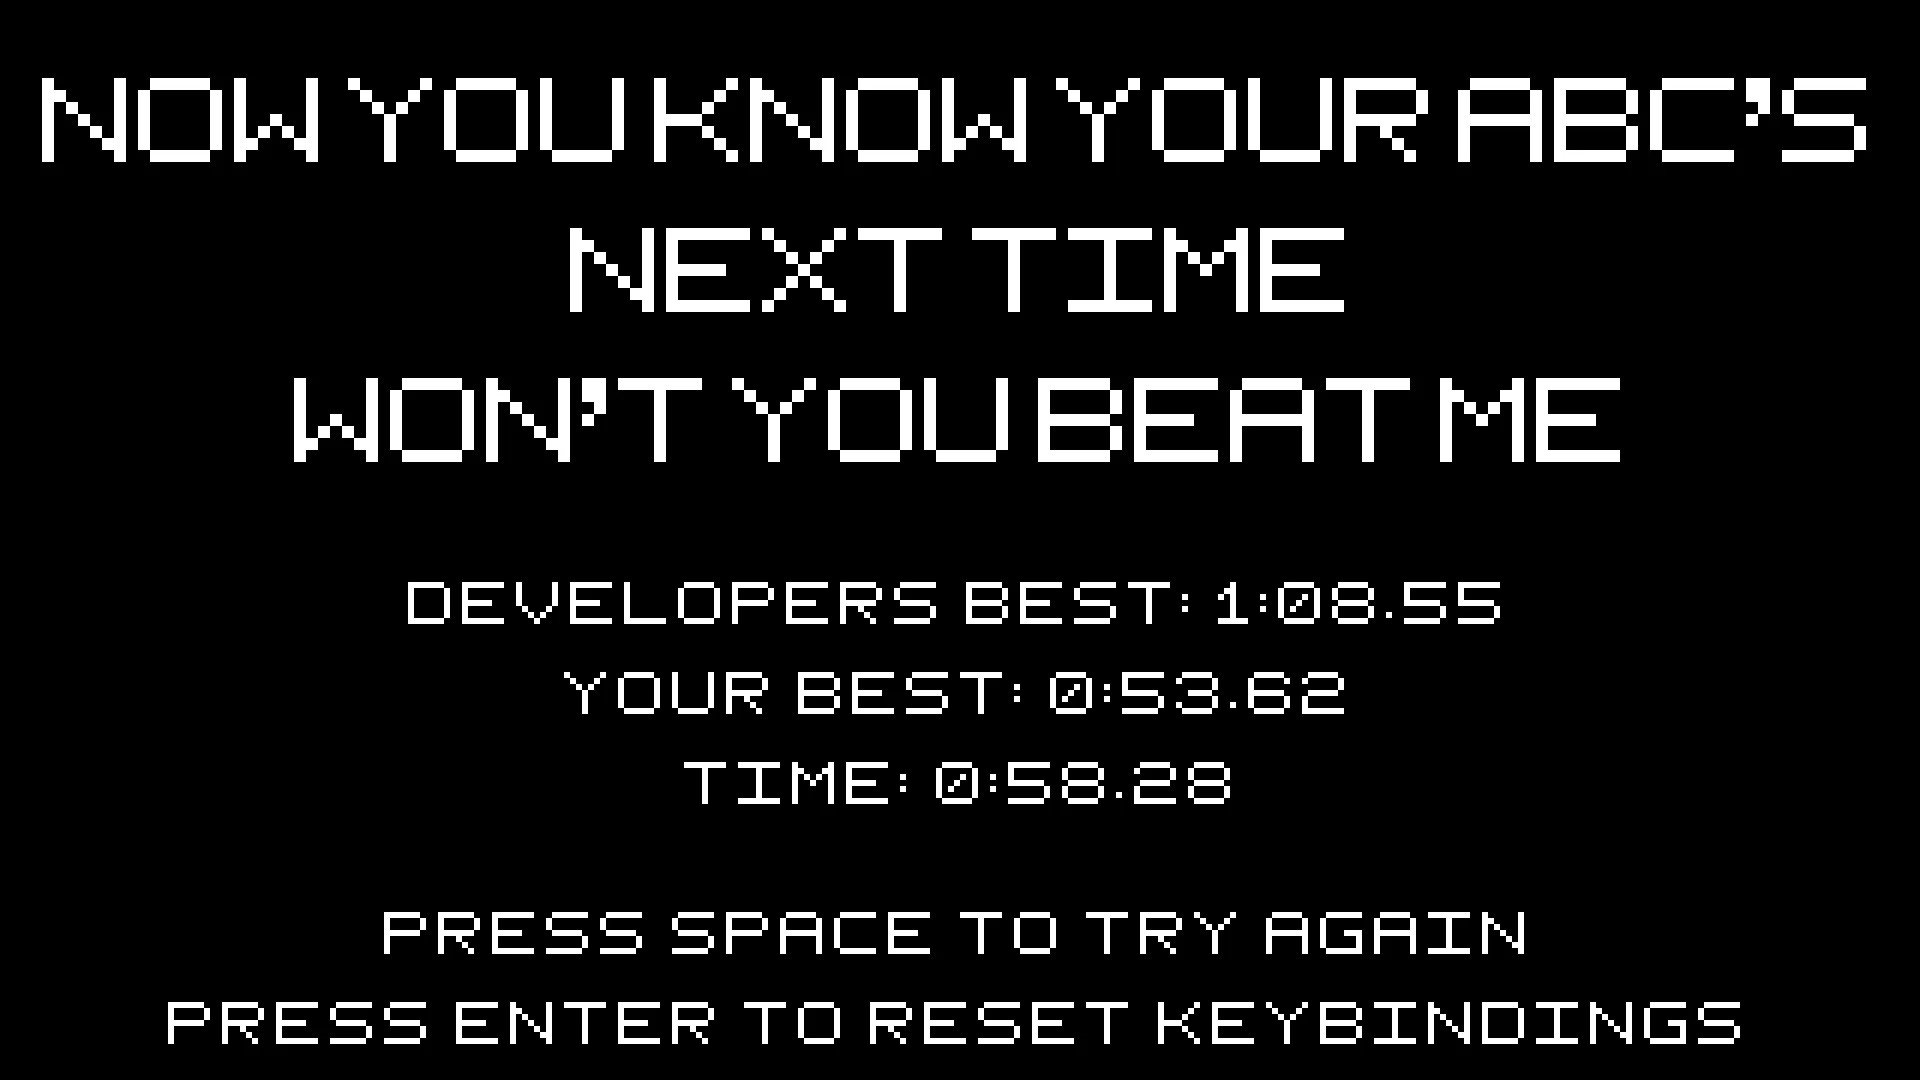 NOW YOU KNOW YOUR ABC'S
NEXT TIME
WON'T YOU BEAT ME
DEVELOPERS BEST: 1:08.55
YOUR BEST: 0:53.62
TIME: 0:58.28
PRESS SPACE TO TRY AGAIN
PRESS ENTER TO RESET KEYBINDINGS